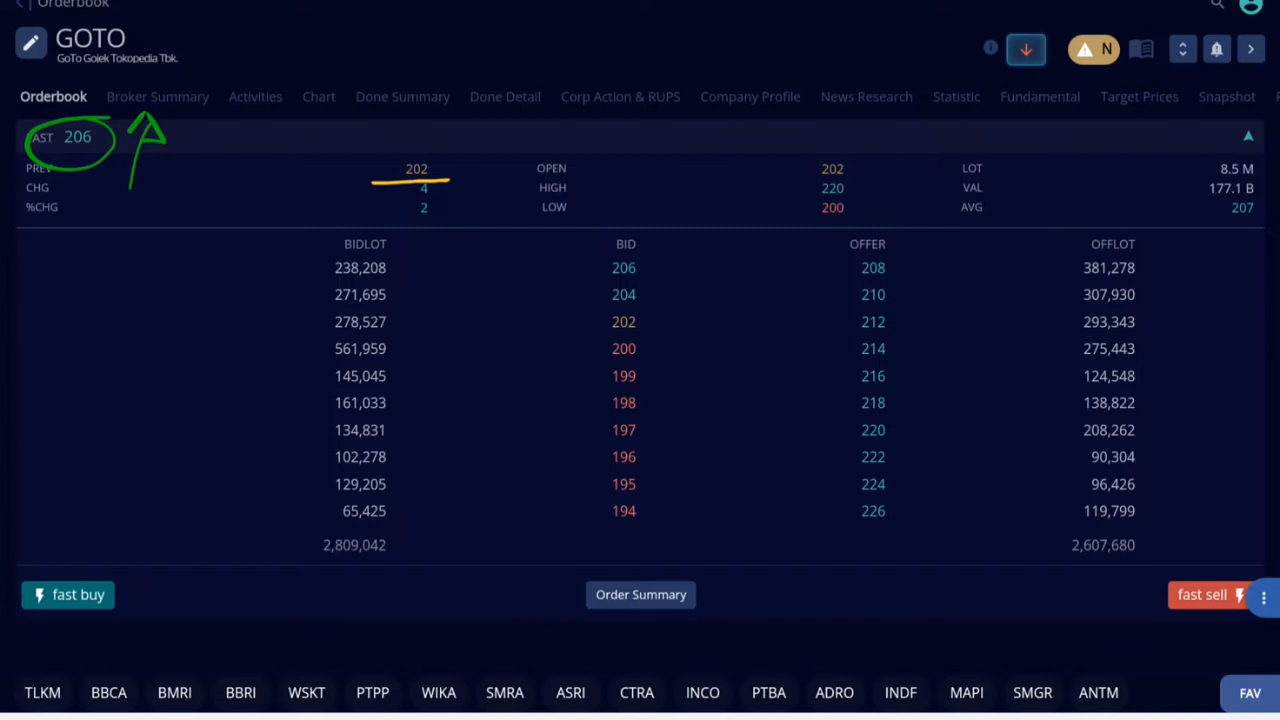 Orderbook
GOTO
GoTo Gojek Tokopedia Tbk.
N
Orderbook Broker Summary Activities Chart Done Summary Done Detail Corp Action & RUPS Company Profile News Research Statistic Fundamental Target Prices Snapshot
206
PREV 202 OPEN 202 LOT 8.5 M
CHG 4 HIGH 220 VAL 177.1 B
%CHG 2 LOW 200 AVG 207
BIDLOT BID OFFER OFFLOT
238,208 206 208 381,278
271,695 204 210 307,930
278,527 202 212 293,343
561,959 200 214 275,443
145,045 199 216 124,548
161,033 198 218 138,822
134,831 197 220 208,262
102,278 196 222 90,304
129,205 195 224 96,426
65,425 194 226 119,799
2,809,042 2,607,680
fast buy Order Summary fast sell
TLKM BBCA BMRI BBRI WSKT PTPP WIKA SMRA ASRI CTRA INCO PTBA ADRO INDF MAPI SMGR ANTM FAV